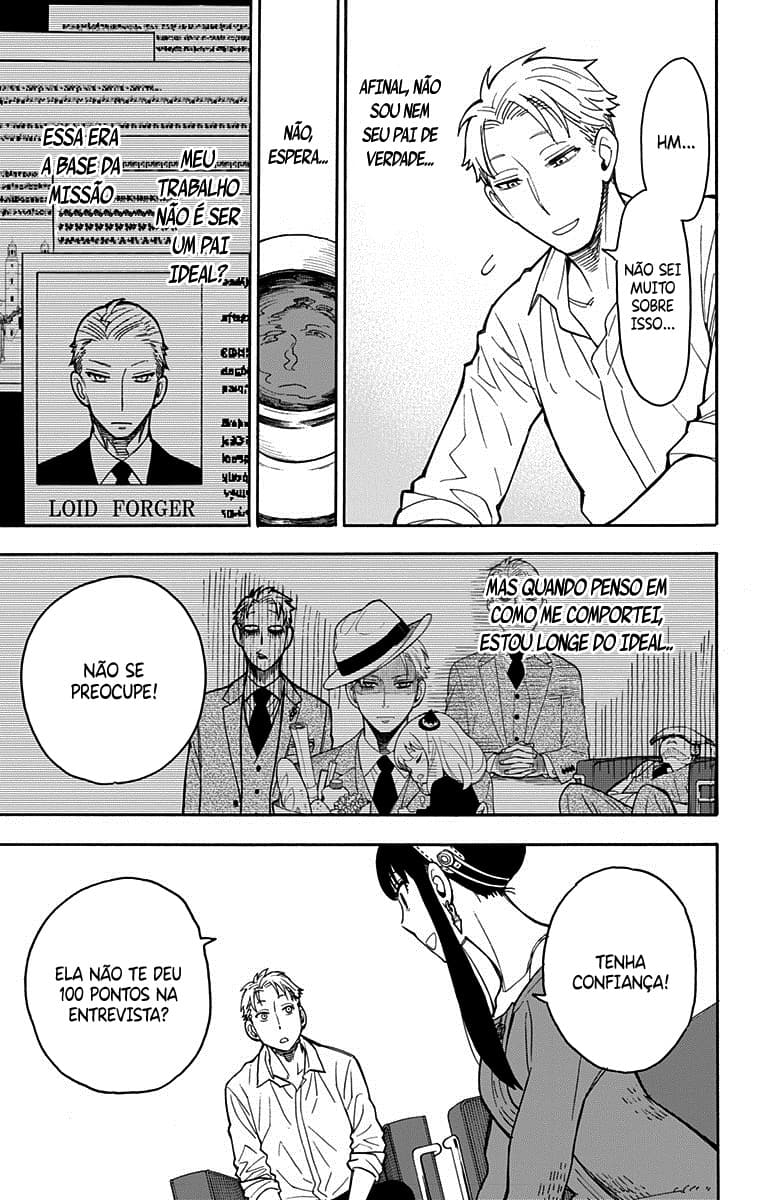 HM...
NÃO SEI
MUITO
SOBRE
ISSO...
AFINAL, NÃO
SOU NEM
SEU PAI DE
VERDADE...
NÃO,
ESPERA...
MEU
TRABALHO
NÃO É SER
UM PAI
IDEAL?
ESSA ERA
A BASE DA
MISSÃO
LOID FORGER
MAS QUANDO PENSO EM
COMO ME COMPORTEI,
ESTOU LONGE DO IDEAL..
NÃO SE
PREOCUPE!
TENHA
CONFIANÇA!
ELA NÃO TE DEU
100 PONTOS NA
ENTREVISTA?